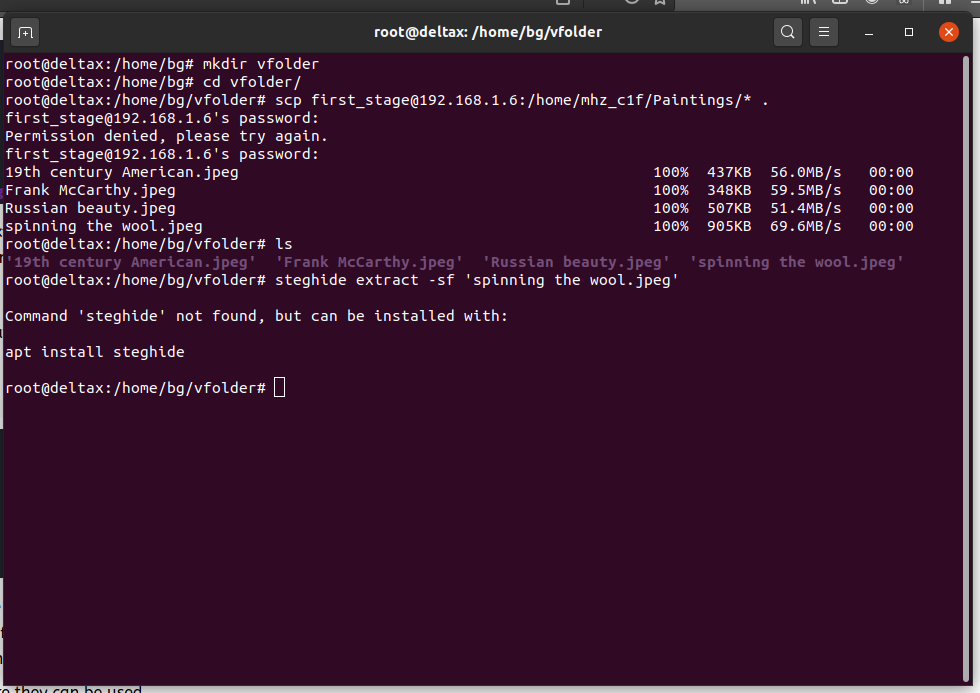 root@deltax: /home/bg/vfolder
root@deltax:/home/bg# mkdir vfolder
root@deltax:/home/bg# cd vfolder/
root@deltax:/home/bg/vfolder# scp first_stage@192.168.1.6:/home/mhz_c1f/Paintings/* .
first_stage@192.168.1.6's password:
Permission denied, please try again.
first_stage@192.168.1.6's password:
19th century American.jpeg 100% 437KB 56.0MB/s 00:00
Frank McCarthy.jpeg 100% 348KB 59.5MB/s 00:00
Russian beauty.jpeg 100% 507KB 51.4MB/s 00:00
spinning the wool.jpeg 100% 905KB 69.6MB/s 00:00
root@deltax:/home/bg/vfolder# ls
'19th century American.jpeg' 'Frank McCarthy.jpeg' 'Russian beauty.jpeg' 'spinning the wool.jpeg'
root@deltax:/home/bg/vfolder# steghide extract -sf 'spinning the wool.jpeg'
Command 'steghide' not found, but can be installed with:
apt install steghide
root@deltax:/home/bg/vfolder#
they can be used